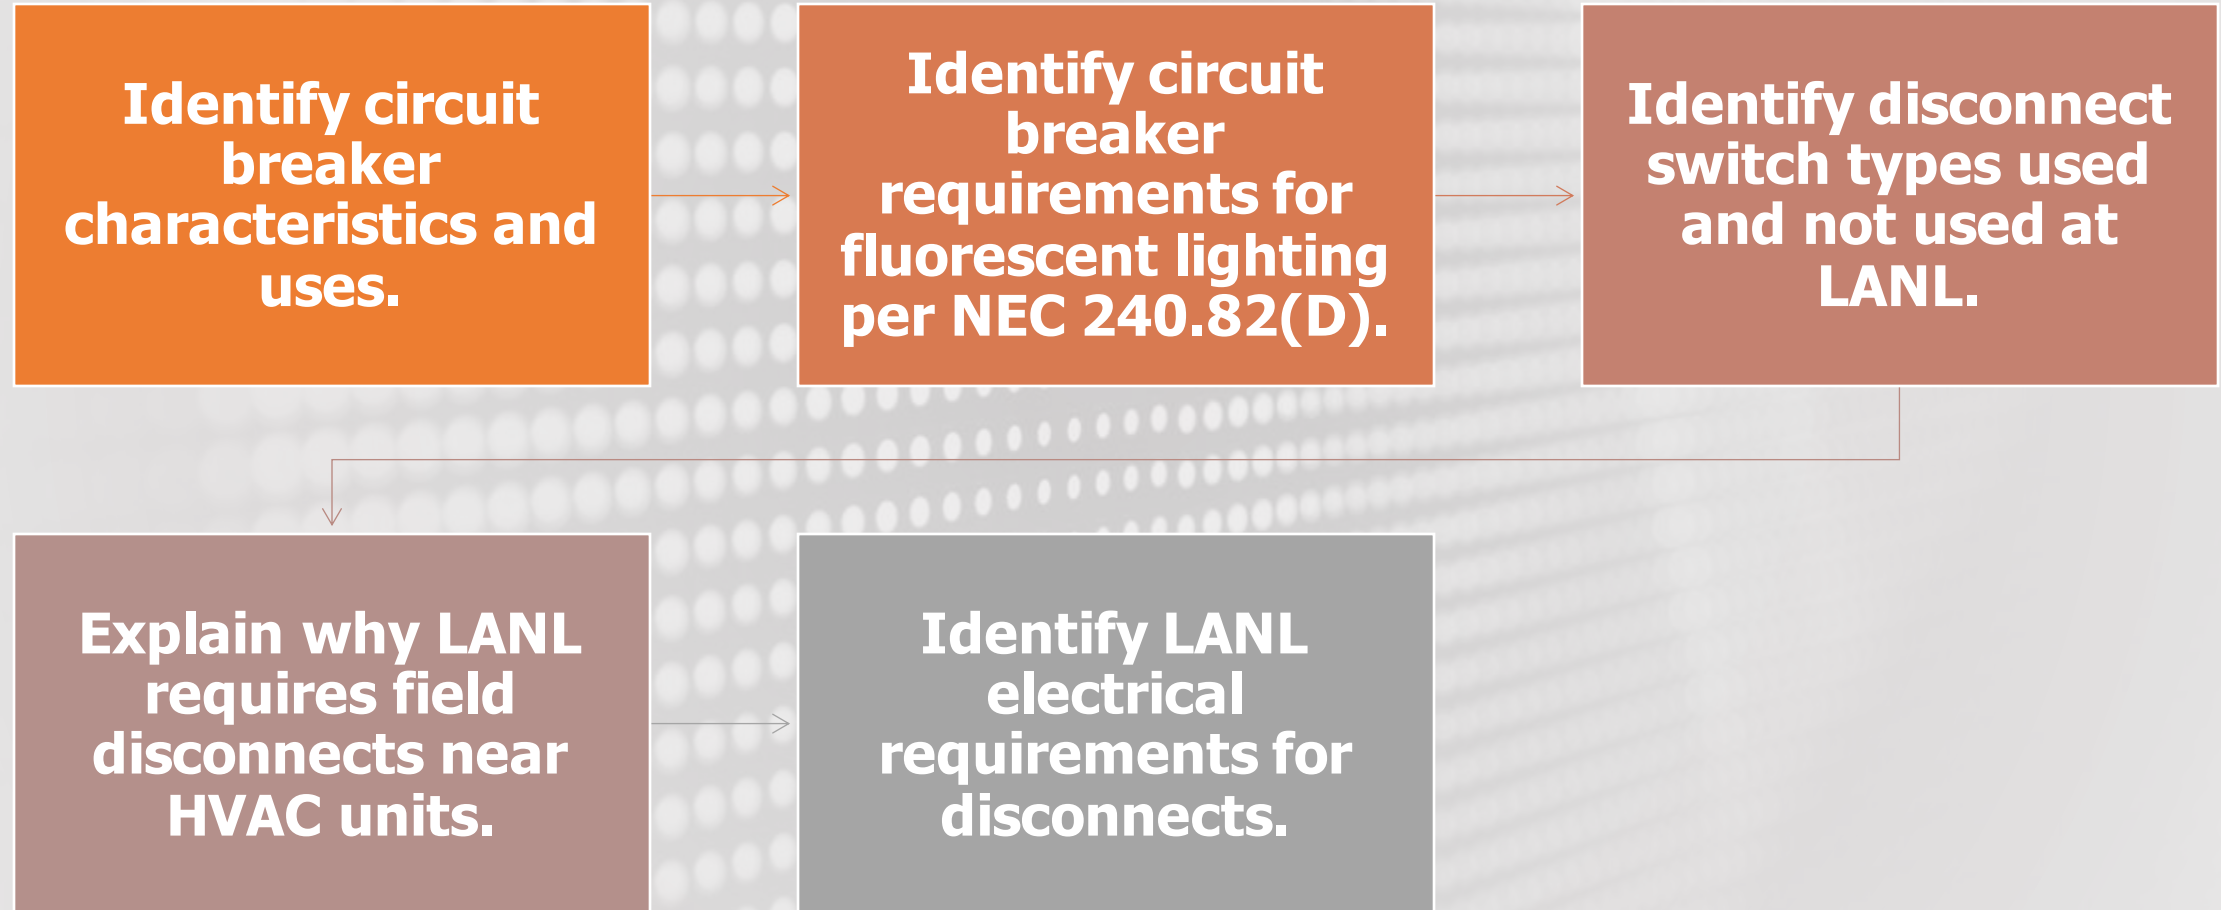 Identify circuit
breaker
characteristics and
uses.
Identify circuit
breaker
requirements for
fluorescent lighting
per NEC 240.82(D).
Identify disconnect
switch types used
and not used at
LANL.
Explain why LANL
requires field
disconnects near
HVAC units.
Identify LANL
electrical
requirements for
disconnects.